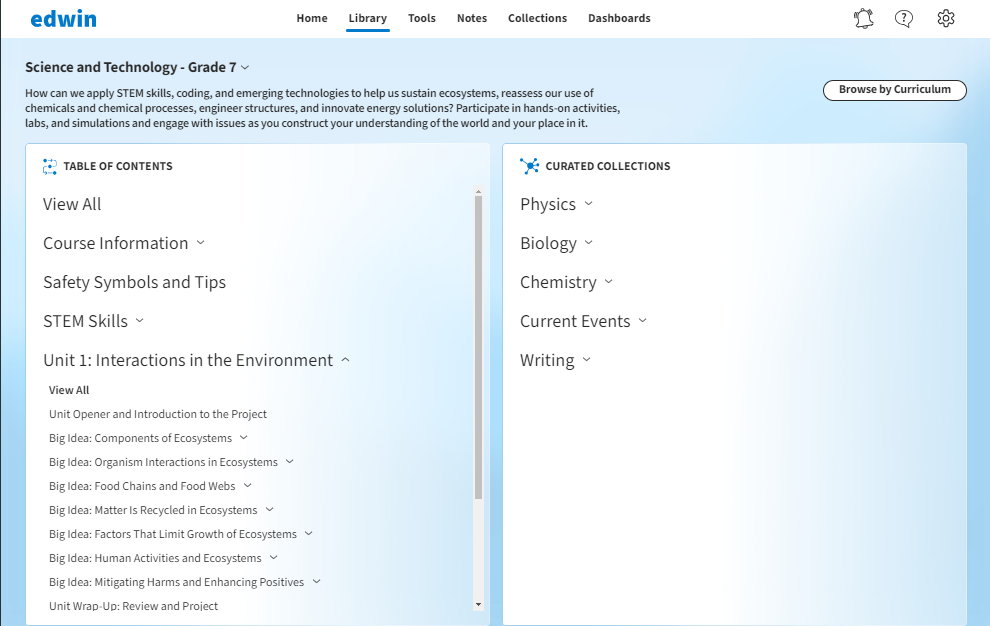 edwin
Home Library Tools Notes Collections Dashboards
Science and Technology - Grade 7
How can we apply STEM skills, coding, and emerging technologies to help us sustain ecosystems, reassess our use of
chemicals and chemical processes, engineer structures, and innovate energy solutions? Participate in hands-on activities,
labs, and simulations and engage with issues as you construct your understanding of the world and your place in it.
Browse by Curriculum
TABLE OF CONTENTS
View All
Course Information
Safety Symbols and Tips
STEM Skills
Unit 1: Interactions in the Environment
View All
Unit Opener and Introduction to the Project
Big Idea: Components of Ecosystems
Big Idea: Organism Interactions in Ecosystems
Big Idea: Food Chains and Food Webs
Big Idea: Matter Is Recycled in Ecosystems
Big Idea: Factors That Limit Growth of Ecosystems
Big Idea: Human Activities and Ecosystems
Big Idea: Mitigating Harms and Enhancing Positives
Unit Wrap-Up: Review and Project
CURATED COLLECTIONS
Physics
Biology
Chemistry
Current Events
Writing